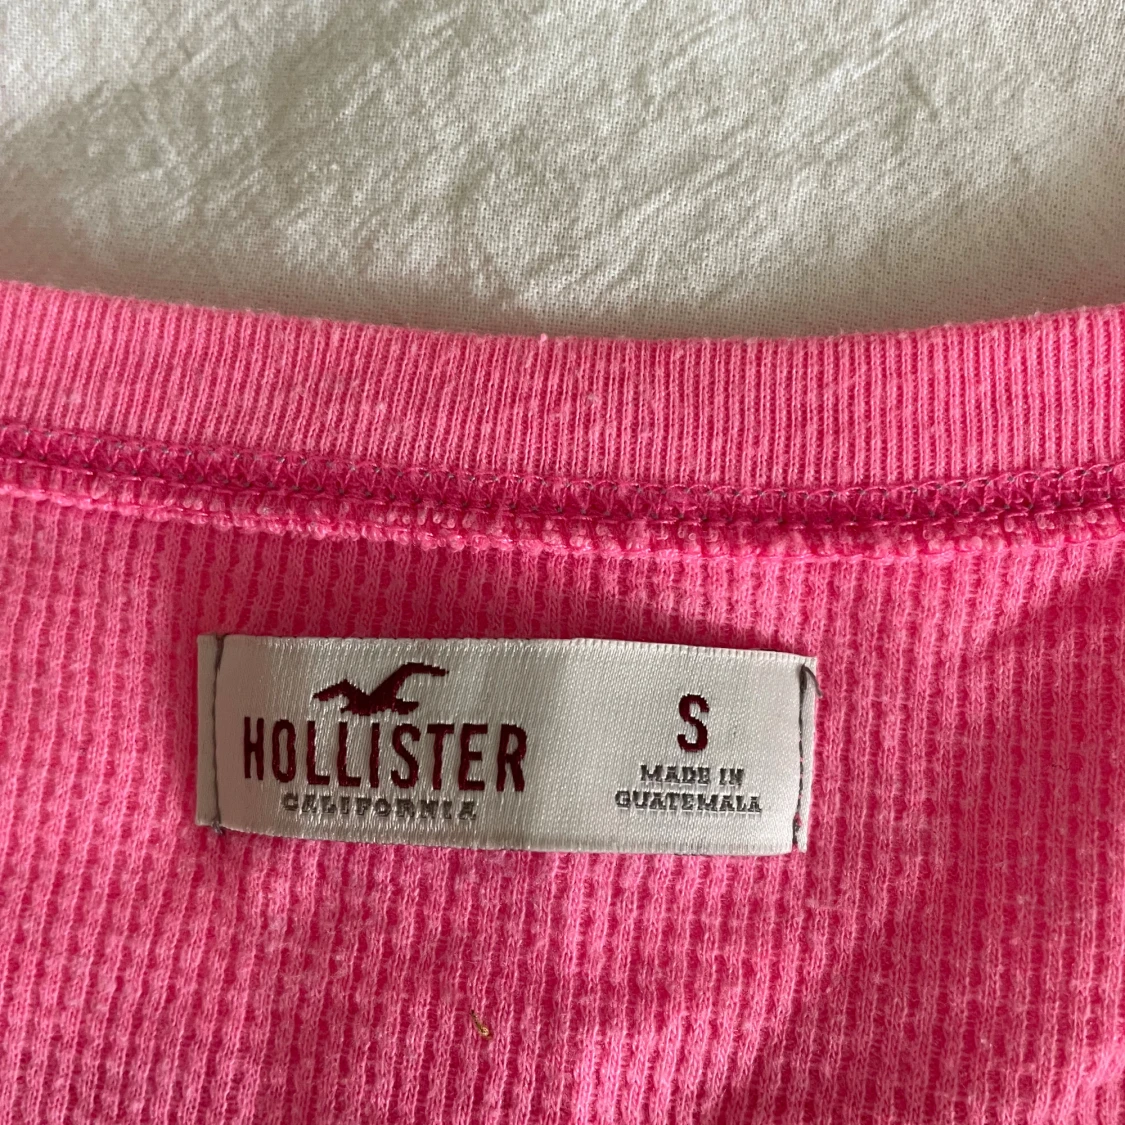 HOLLISTER
CALIFORNIA
S
MADE IN
GUATEMALA